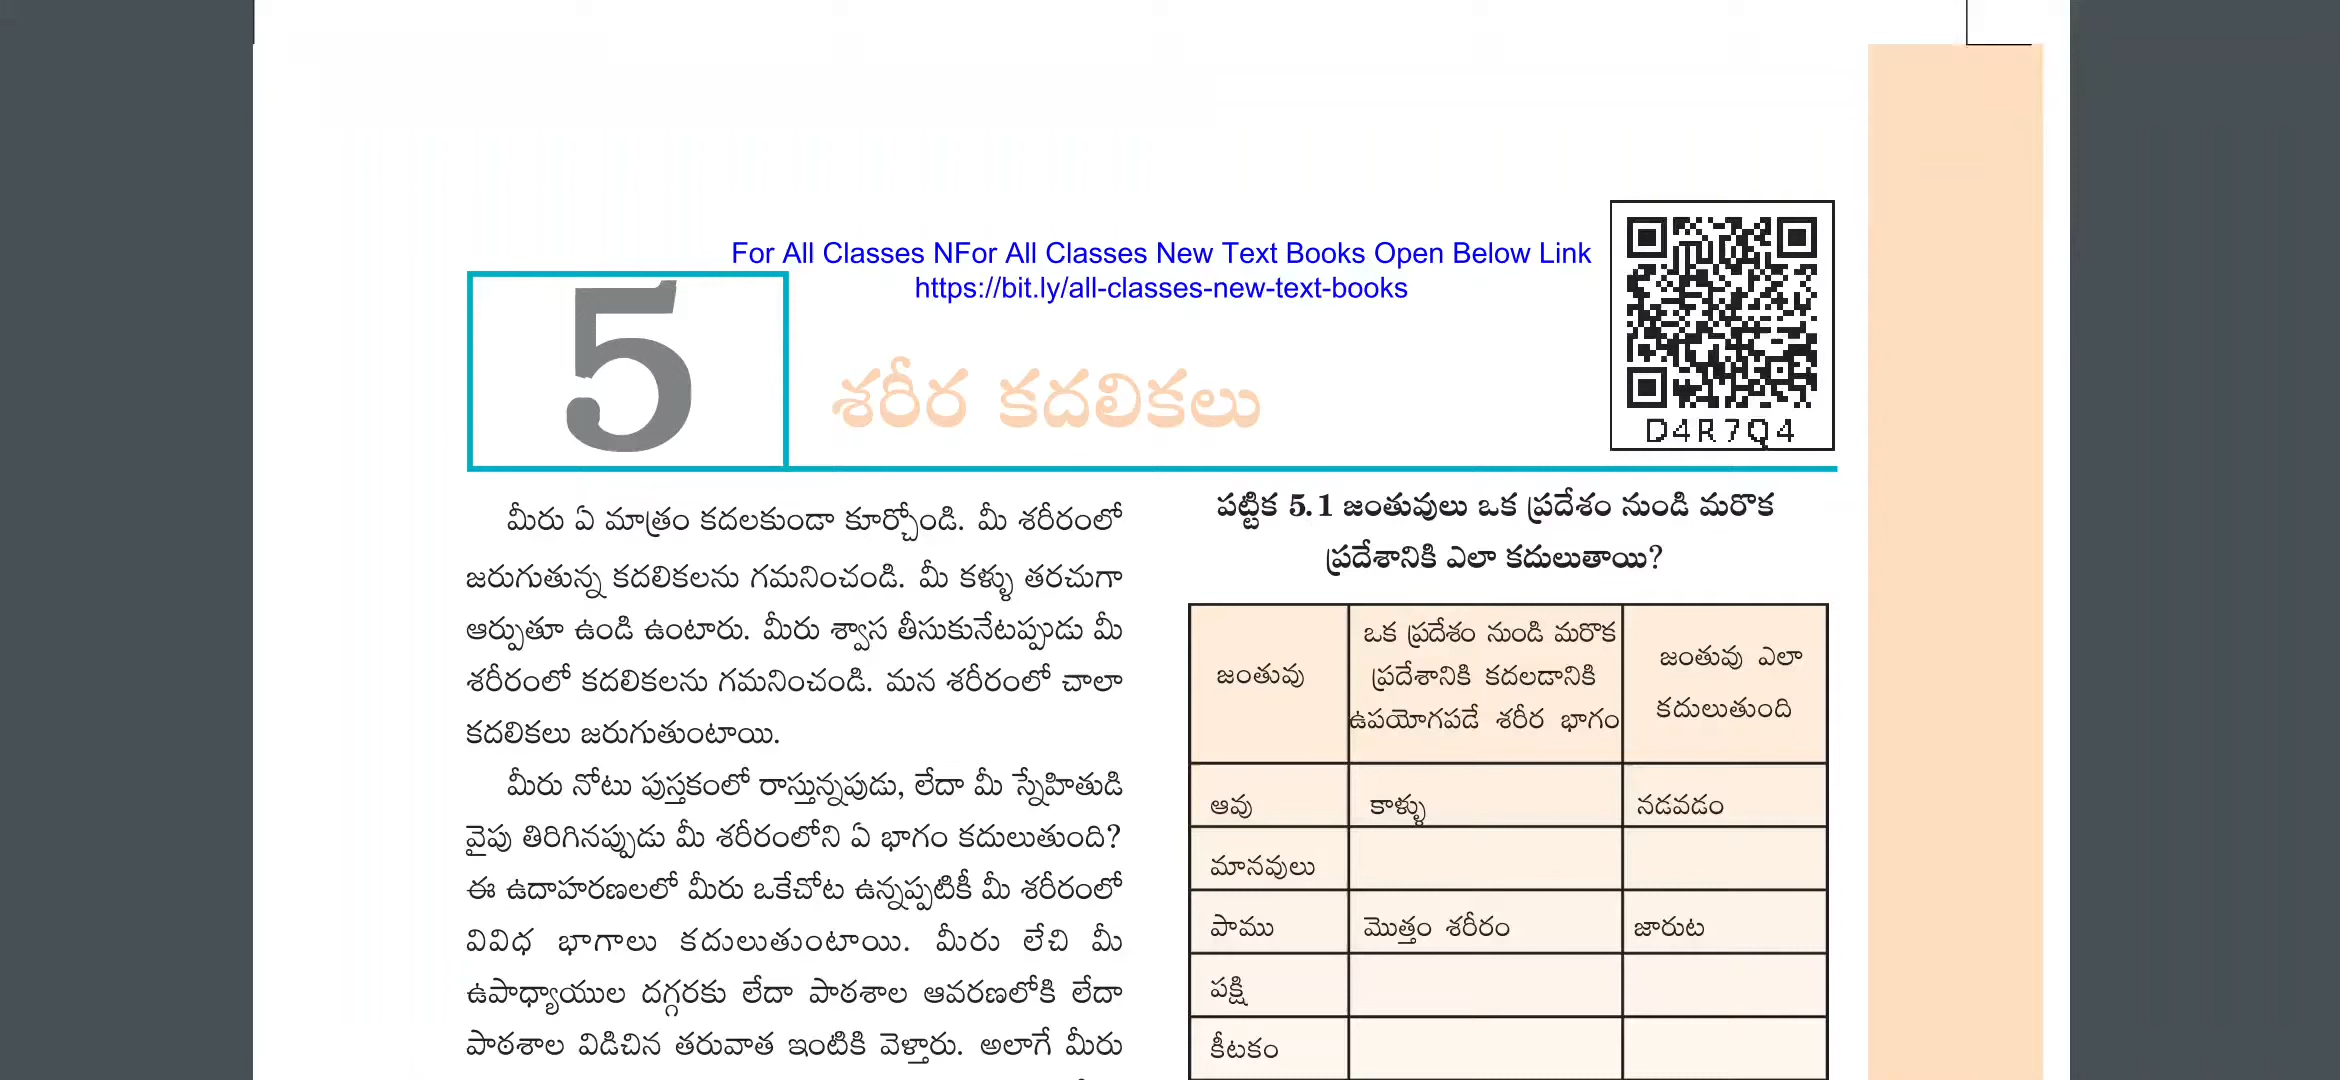 For All Classes NFor All Classes New Text Books Open Below Link
https://bit.ly/all-classes-new-text-books
5
శరీర కదలికలు
D4R7Q4
మీరు ఏ మాత్రం కదలకుండా కూర్చోండి. మీ శరీరంలో
జరుగుతున్న కదలికలను గమనించండి. మీ కళ్ళు తరచుగా
ఆర్పుతూ ఉండి ఉంటారు. మీరు శ్వాస తీసుకునేటప్పుడు మీ
శరీరంలో కదలికలను గమనించండి. మన శరీరంలో చాలా
కదలికలు జరుగుతుంటాయి.
మీరు నోటు పుస్తకంలో రాస్తున్నపుడు, లేదా మీ స్నేహితుడి
వైపు తిరిగినప్పుడు మీ శరీరంలోని ఏ భాగం కదులుతుంది?
ఈ ఉదాహరణలలో మీరు ఒకేచోట ఉన్నప్పటికీ మీ శరీరంలో
వివిధ భాగాలు కదులుతుంటాయి. మీరు లేచి మీ
ఉపాధ్యాయుల దగ్గరకు లేదా పాఠశాల ఆవరణలోకి లేదా
పాఠశాల విడిచిన తరువాత ఇంటికి వెళ్తారు. అలాగే మీరు
పట్టిక 5.1 జంతువులు ఒక ప్రదేశం నుండి మరొక
ప్రదేశానికి ఎలా కదులుతాయి?
జంతువు
ఒక ప్రదేశం నుండి మరొక
ప్రదేశానికి కదలడానికి
ఉపయోగపడే శరీర భాగం
జంతువు ఎలా
కదులుతుంది
ఆవు కాళ్ళు నడవడం
మానవులు
పాము మొత్తం శరీరం జారుట
పక్షి
కీటకం